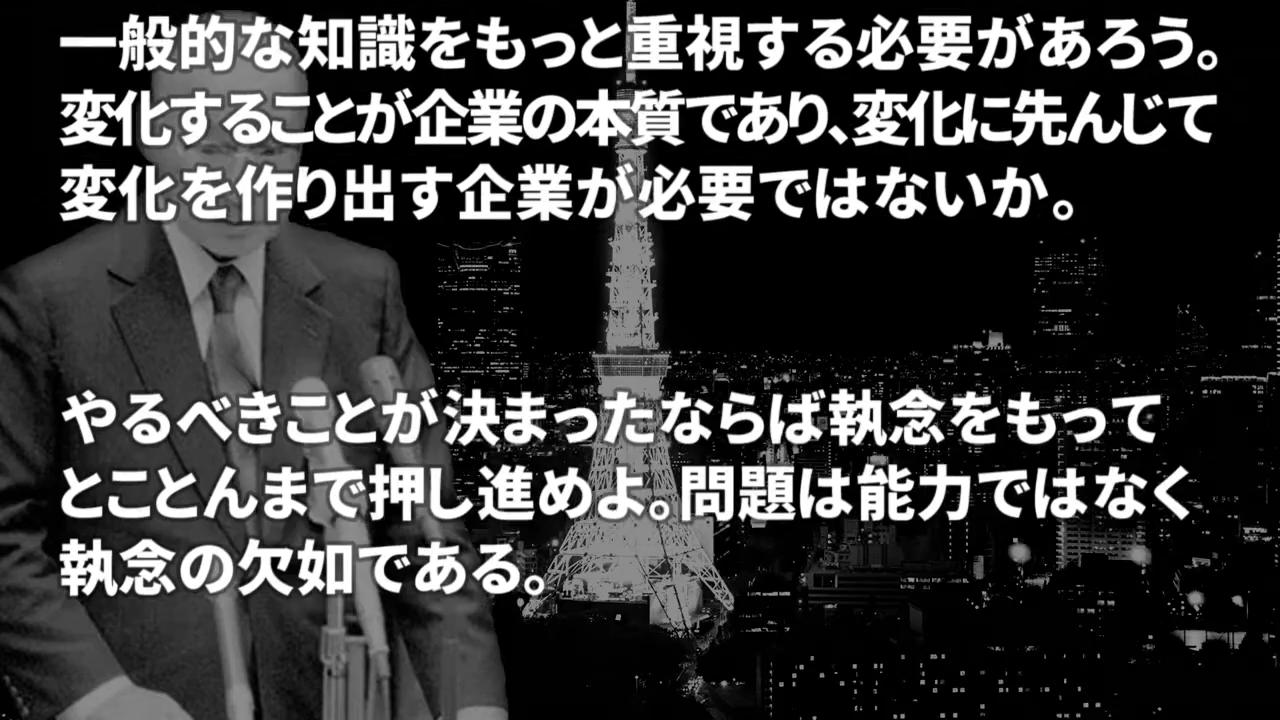 一般的な知識をもっと重視する必要があろう。
変化することが企業の本質であり、変化に先んじて
変化を作り出す企業が必要ではないか。
やるべきことが決まったならば執念をもって
とことんまで押し進めよ。問題は能力ではなく
執念の欠如である。